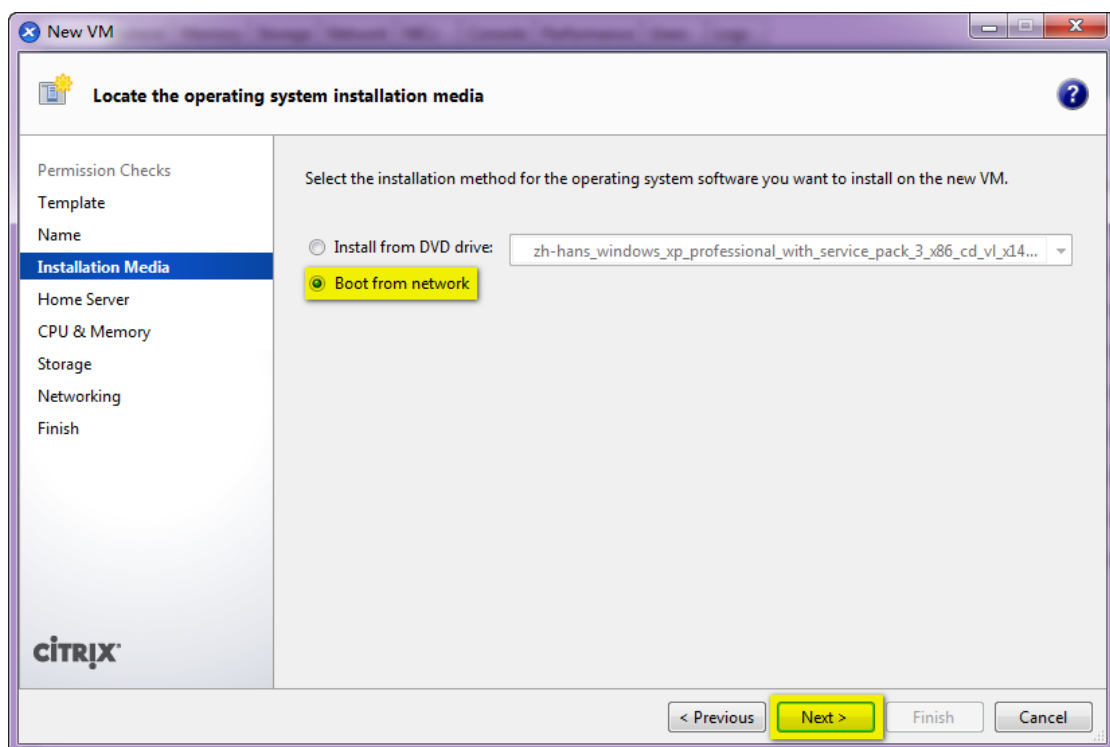 New VM
Locate the operating system installation media
Permission Checks
Template
Name
Installation Media
Home Server
CPU & Memory
Storage
Networking
Finish
CITRIX
Select the installation method for the operating system software you want to install on the new VM.
Install from DVD drive: zh-hans_windows_xp_professional_with_service_pack_3_x86_cd_vl_x14...
Boot from network
< Previous Next > Finish Cancel